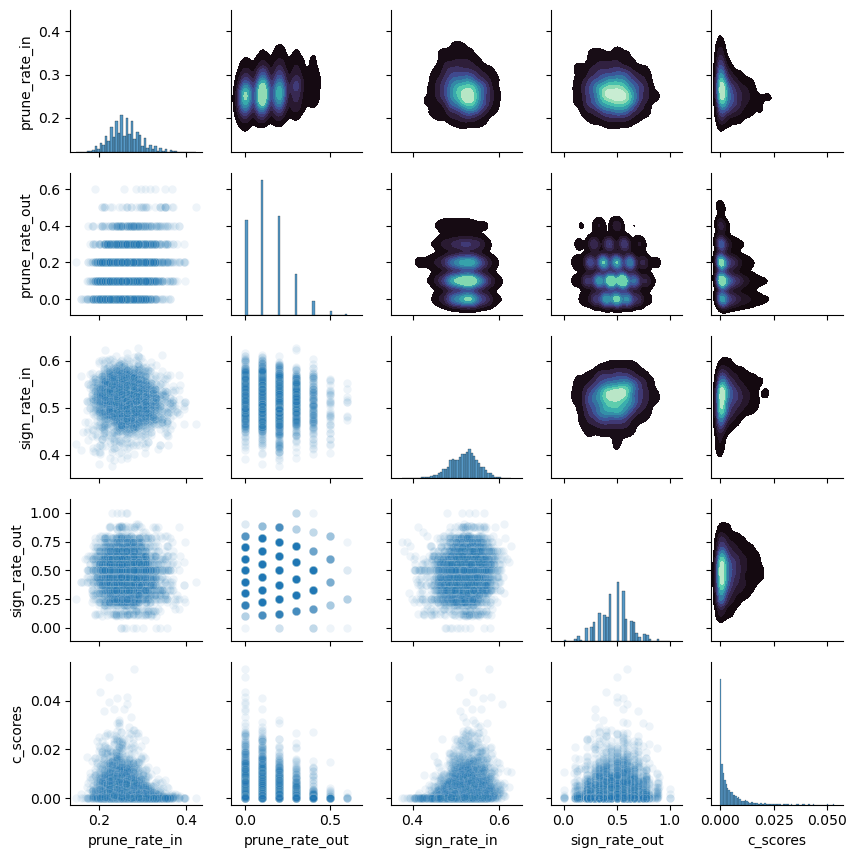 prune_rate_in
0.4
0.3
0.2
prune_rate_out
0.6
0.4
0.2
0.0
sign_rate_in
0.6
0.5
0.4
sign_rate_out
1.00
0.75
0.50
0.25
0.00
c_scores
0.04
0.02
0.00
0.2 0.4 0.0 0.5 0.4 0.6 0.0 0.5 1.0 0.000 0.025 0.050
prune_rate_in prune_rate_out sign_rate_in sign_rate_out c_scores